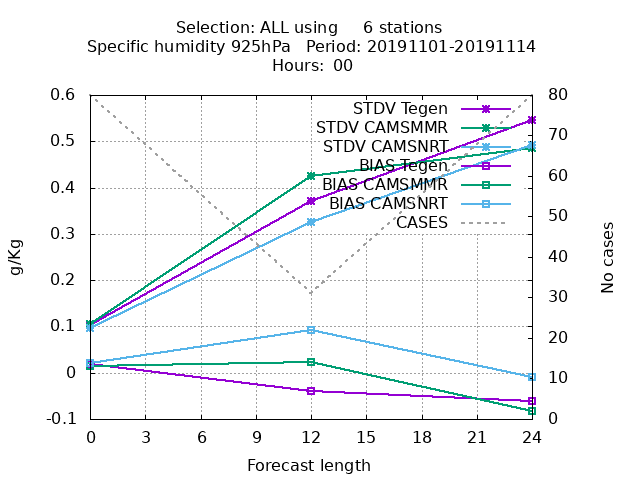 Selection: ALL using     6 stations
Specific humidity 925hPa   Period: 20191101-20191114
Hours:  00
0.6
0.5
0.4
0.3
0.2
0.1
0
-0.1
g/Kg
STDV Tegen
STDV CAMSMMR
STDV CAMSNRT
BIAS Tegen
BIAS CAMSMMR
BIAS CAMSNRT
CASES
80
70
60
50
40
30
20
10
0
No cases
0 3 6 9 12 15 18 21 24
Forecast length